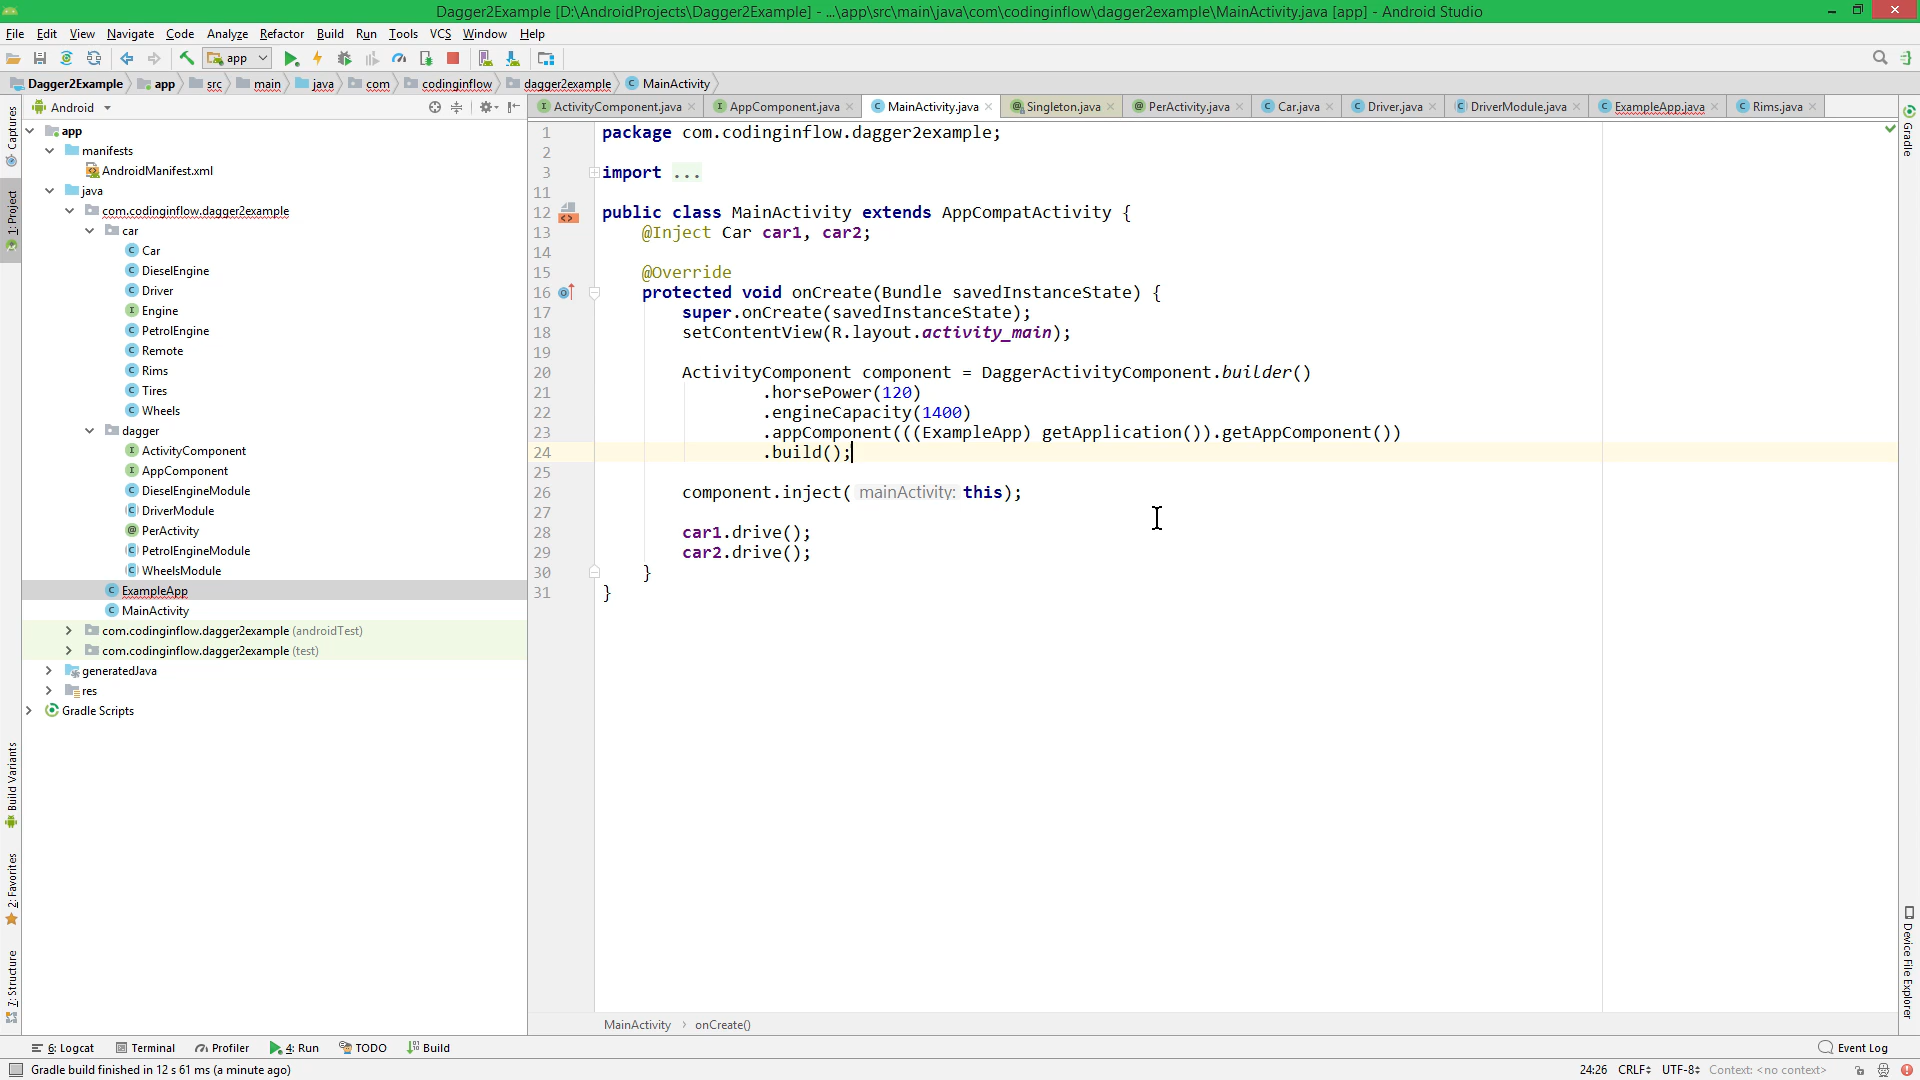 Dagger2Example [D:\AndroidProjects\Dagger2Example] - ...\app\src\main\java\com\codinginflow\dagger2example\MainActivity.java [app] - Android Studio
File Edit View Navigate Code Analyze Refactor Build Run Tools VCS Window Help
app
Dagger2Example app src main java com codinginflow dagger2example MainActivity
Android
ActivityComponent.java AppComponent.java MainActivity.java Singleton.java PerActivity.java Car.java Driver.java DriverModule.java ExampleApp.java Rims.java
Captures
1: Project
Build Variants
2: Favorites
7: Structure
app
manifests
AndroidManifest.xml
java
com.codinginflow.dagger2example
car
Car
DieselEngine
Driver
Engine
PetrolEngine
Remote
Rims
Tires
Wheels
dagger
ActivityComponent
AppComponent
DieselEngineModule
DriverModule
PerActivity
PetrolEngineModule
WheelsModule
ExampleApp
MainActivity
com.codinginflow.dagger2example (androidTest)
com.codinginflow.dagger2example (test)
generatedJava
res
Gradle Scripts
1 package com.codinginflow.dagger2example;
2
3 import ...
11
12 public class MainActivity extends AppCompatActivity {
13 @Inject Car car1, car2;
14
15 @Override
16 protected void onCreate(Bundle savedInstanceState) {
17 super.onCreate(savedInstanceState);
18 setContentView(R.layout.activity_main);
19
20 ActivityComponent component = DaggerActivityComponent.builder()
21 .horsePower(120)
22 .engineCapacity(1400)
23 .appComponent(((ExampleApp) getApplication()).getAppComponent())
24 .build();
25
26 component.inject( mainActivity: this);
27
28 car1.drive();
29 car2.drive();
30 }
31 }
Gradle
Device File Explorer
MainActivity › onCreate()
6: Logcat Terminal Profiler 4: Run TODO Build Event Log
Gradle build finished in 12 s 61 ms (a minute ago) 24:26 CRLF UTF-8 Context: <no context>